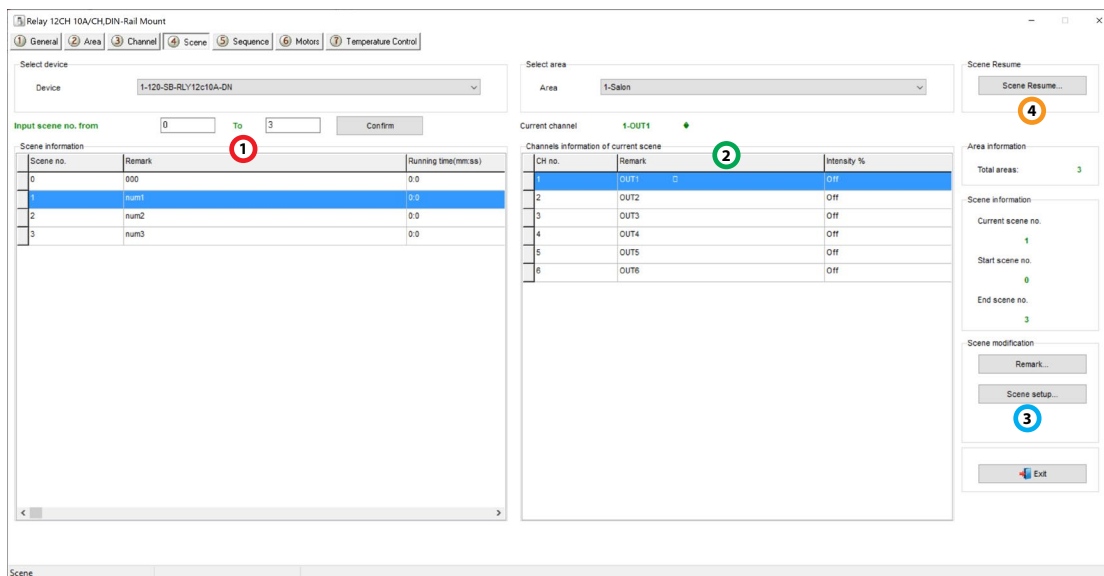 Relay 12CH 10A/CH,DIN-Rail Mount
1 General 2 Area 3 Channel 4 Scene 5 Sequence 6 Motors 7 Temperature Control
Select device
Device 1-120-SB-RLY12c10A-DN
Select area
Area 1-Salon
Scene Resume
Scene Resume...
4
Input scene no. from 0 To 3 Confirm
1
Current channel 1-OUT1
Scene information
Scene no. Remark Running time(mm:ss)
0 000 0:0
1 num1 0:0
2 num2 0:0
3 num3 0:0
Channels information of current scene
2
CH no. Remark Intensity %
1 OUT1 Off
2 OUT2 Off
3 OUT3 Off
4 OUT4 Off
5 OUT5 Off
6 OUT6 Off
Area information
Total areas: 3
Scene information
Current scene no.
1
Start scene no.
0
End scene no.
3
Scene modification
Remark...
Scene setup...
3
Exit
Scene